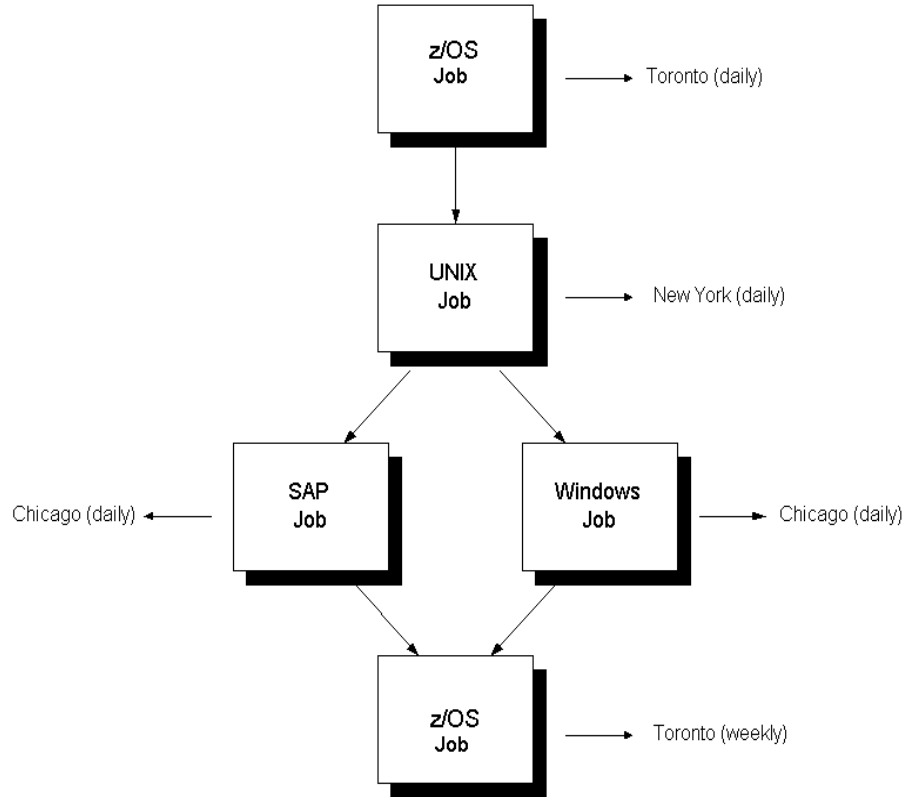 z/OS
Job
Toronto (daily)
UNIX
Job
New York (daily)
SAP
Job
Chicago (daily)
Windows
Job
Chicago (daily)
z/OS
Job
Toronto (weekly)